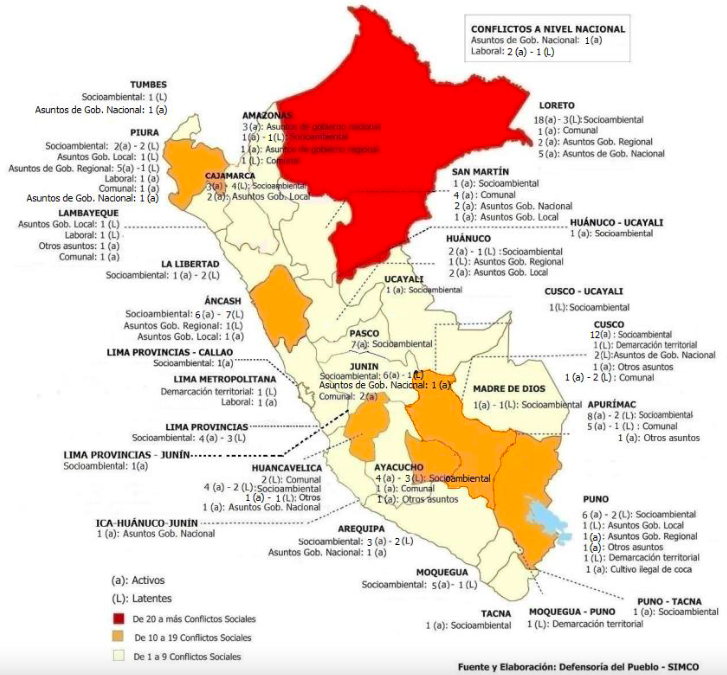 CONFLICTOS A NIVEL NACIONAL
Asuntos de Gob. Nacional: 1(a)
Laboral: 2 (a) - 1 (L)
TUMBES
Socioambiental: 1 (L)
Asuntos de Gob. Nacional: 1 (a)
PIURA
Socioambiental: 2(a) - 2 (L)
Asuntos Gob. Local: 1 (L)
Asuntos de Gob. Regional: 5(a) -1 (L)
Laboral: 1 (a)
Comunal: 1 (a)
Asuntos de Gob. Nacional: 1 (a)
LAMBAYEQUE
Asuntos Gob. Local: 1 (L)
Laboral: 1 (L)
Otros asuntos: 1 (a)
Comunal: 1 (a)
AMAZONAS
3(a): Asuntos de gobierno nacional
1(a) - 1(L): Socioambiental
1(a): Asuntos de gobierno regional
1(L): Comunal
CAJAMARCA
3(a) - 4(L): Socioambiental
2(a): Asuntos Gob. Local
LORETO
18(a) - 3(L):Socioambiental
1 (a): Comunal
2 (a): Asuntos Gob. Regional
5(a): Asuntos de Gob. Nacional
SAN MARTÍN
1 (a): Socioambiental
4 (a): Comunal
2(a): Asuntos Gob. Nacional
1 (a): Asuntos Gob. Local
HUÁNUCO - UCAYALI
1 (a): Socioambiental
HUÁNUCO
2(a) - 1(L) :Socioambiental
1(L): Asuntos Gob. Regional
2(a): Asuntos Gob. Local
LA LIBERTAD
Socioambiental: 1 (a) - 2(L)
UCAYALI
1 (a): Socioambiental
CUSCO - UCAYALI
1(L): Socioambiental
ÁNCASH
Socioambiental: 6(a) - 7(L)
Asuntos Gob. Regional: 1(L)
Asuntos Gob. Local: 1(a)
CUSCO
12(a) : Socioambiental
1(L): Demarcación territorial
2(L):Asuntos de Gob. Nacional
1(a): Otros asuntos
1 (a) - 2(L): Comunal
PASCO
7(a): Socioambiental
LIMA PROVINCIAS - CALLAO
Socioambiental: 1(a)
LIMA METROPOLITANA
Demarcación territorial: 1 (L)
Laboral: 1 (a)
JUNIN
Socioambiental: 6(a) - 1(L)
Asuntos de Gob. Nacional: 1 (a)
Comunal: 2(a)
MADRE DE DIOS
1(a) - 1(L): Socioambiental
APURÍMAC
8(a) - 2(L): Socioambiental
5(a) - 1(L) : Comunal
1 (a): Otros asuntos
LIMA PROVINCIAS
Socioambiental: 4(a) - 3(L)
LIMA PROVINCIAS - JUNÍN
Socioambiental: 1(a)
HUANCAVELICA
2(L): Comunal
4(a) - 2(L):Socioambiental
1(a) - 1(L): Otros
1 (a): Asuntos Gob. Nacional
AYACUCHO
4(a) - 3(L): Socioambiental
1(a): Comunal
1(a): Otros asuntos
ICA-HUÁNUCO-JUNÍN
1(a): Asuntos Gob. Nacional
AREQUIPA
Socioambiental: 3(a) - 2(L)
Asuntos Gob. Nacional: 1(a)
PUNO
6(a) - 2(L): Socioambiental
1(L): Asuntos Gob. Local
1(a): Asuntos Gob. Regional
1(a): Otros asuntos
1(L): Demarcación territorial
1(a): Cultivo ilegal de coca
MOQUEGUA
Socioambiental: 5(a)- 1(L)
TACNA
1(a): Socioambiental
MOQUEGUA - PUNO
1(L): Demarcación territorial
PUNO - TACNA
1(a): Socioambiental
(a): Activos
(L): Latentes
De 20 a más Conflictos Sociales
De 10 a 19 Conflictos Sociales
De 1 a 9 Conflictos Sociales
Fuente y Elaboración: Defensoría del Pueblo - SIMCO